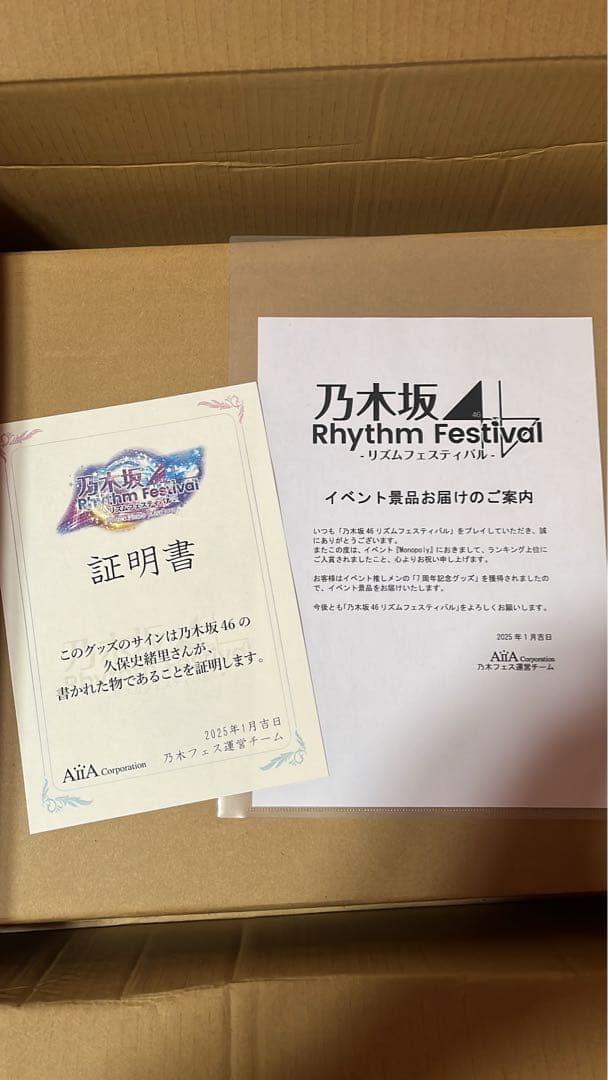 乃木坂46
Rhythm Festival
リズムフェスティバル
証明書
このグッズのサインは乃木坂46の
久保史緒里さんが、
書かれた物であることを証明します。
2025年1月吉日
乃木フェス運営チーム
AiiA Corporation
乃木坂46
Rhythm Festival
-リズムフェスティバル-
イベント景品お届けのご案内
いつも「乃木坂46リズムフェスティバル」をプレイしていただき、誠
にありがとうございます。
またこの度は、イベント『Monopoly』におきまして、ランキング上位に
ご入賞されましたこと、心よりお祝い申し上げます。
お客様はイベント推しメンの「7周年記念グッズ」を獲得されましたの
で、イベント景品をお届けいたします。
今後とも「乃木坂46リズムフェスティバル」をよろしくお願いします。
2025年1月吉日
AiiA Corporation
乃木フェス運営チーム